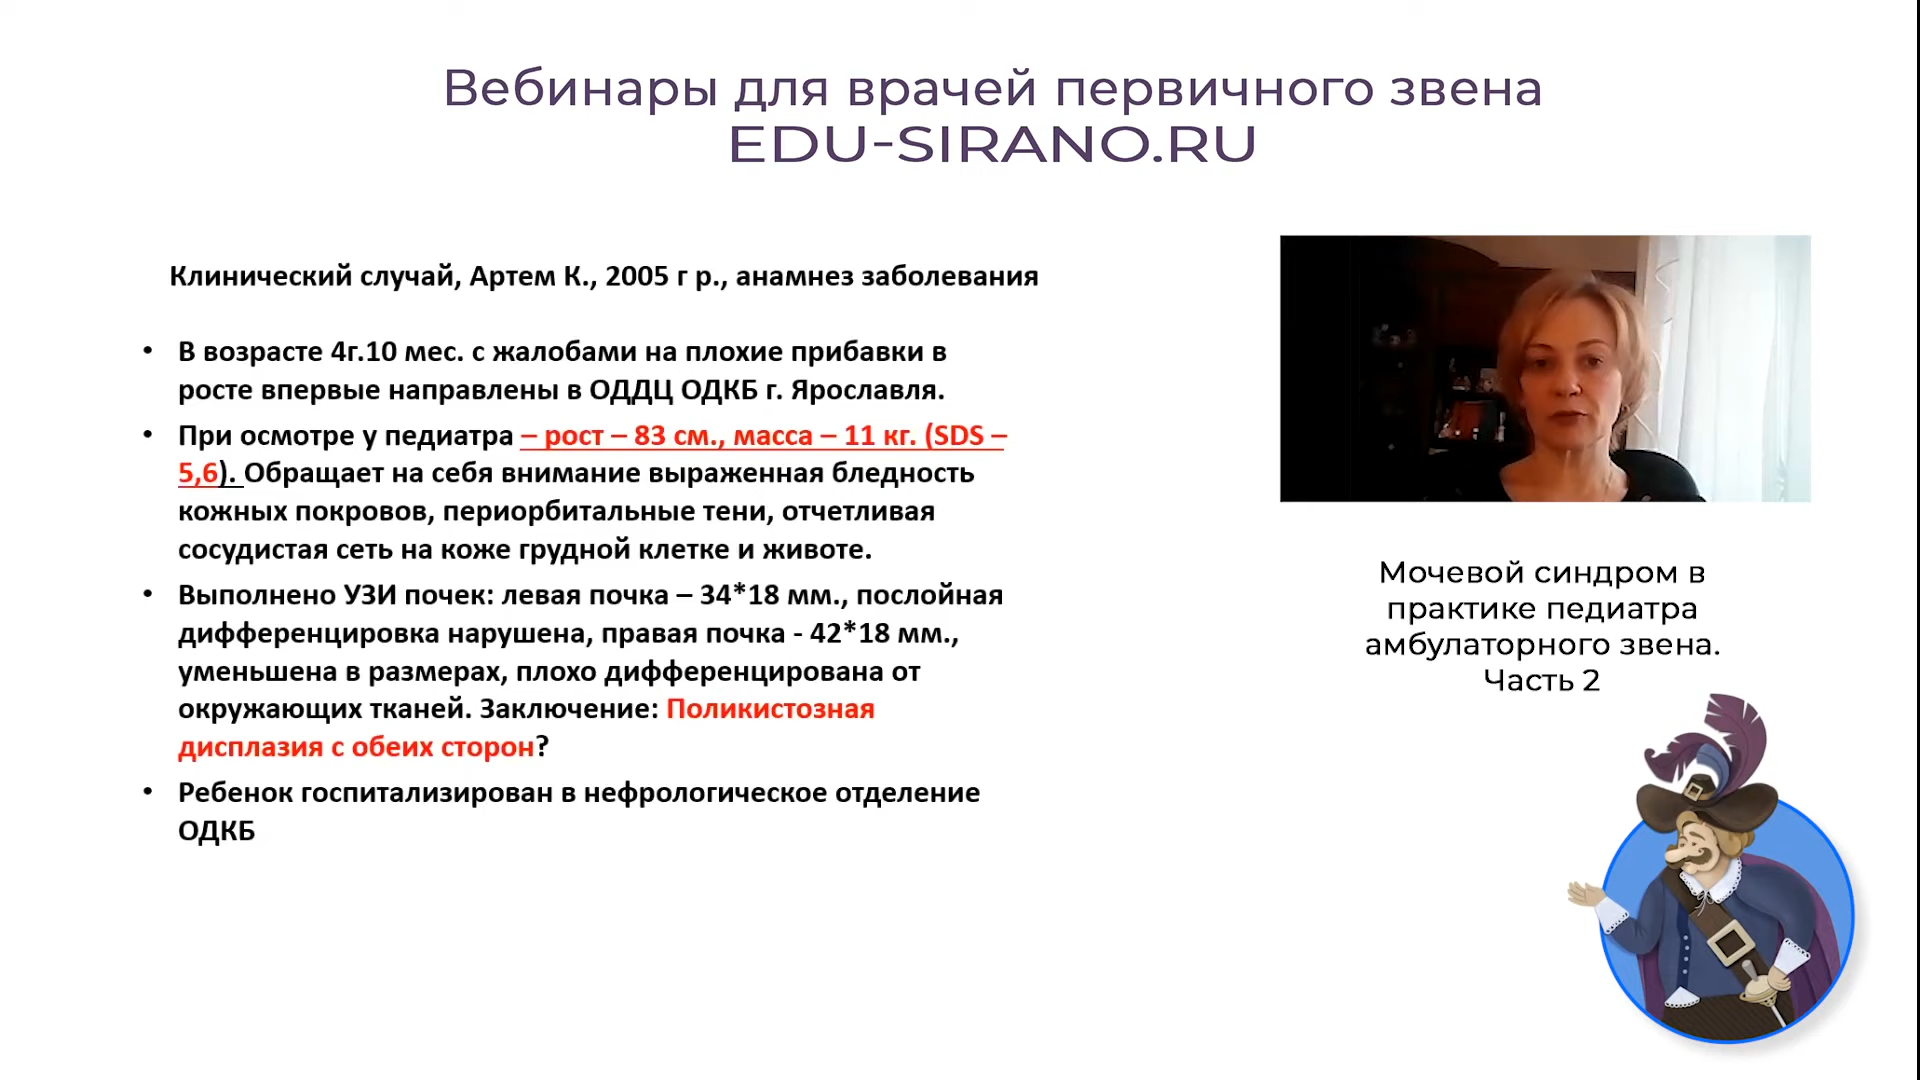 Вебинары для врачей первичного звена
EDU-SIRANO.RU
Клинический случай, Артем К., 2005 г р., анамнез заболевания
• В возрасте 4г.10 мес. с жалобами на плохие прибавки в
росте впервые направлены в ОДДЦ ОДКБ г. Ярославля.
• При осмотре у педиатра – рост – 83 см., масса – 11 кг. (SDS –
5,6). Обращает на себя внимание выраженная бледность
кожных покровов, периорбитальные тени, отчетливая
сосудистая сеть на коже грудной клетке и животе.
• Выполнено УЗИ почек: левая почка – 34*18 мм., послойная
дифференцировка нарушена, правая почка - 42*18 мм.,
уменьшена в размерах, плохо дифференцирована от
окружающих тканей. Заключение: Поликистозная
дисплазия с обеих сторон?
• Ребенок госпитализирован в нефрологическое отделение
ОДКБ
Мочевой синдром в
практике педиатра
амбулаторного звена.
Часть 2